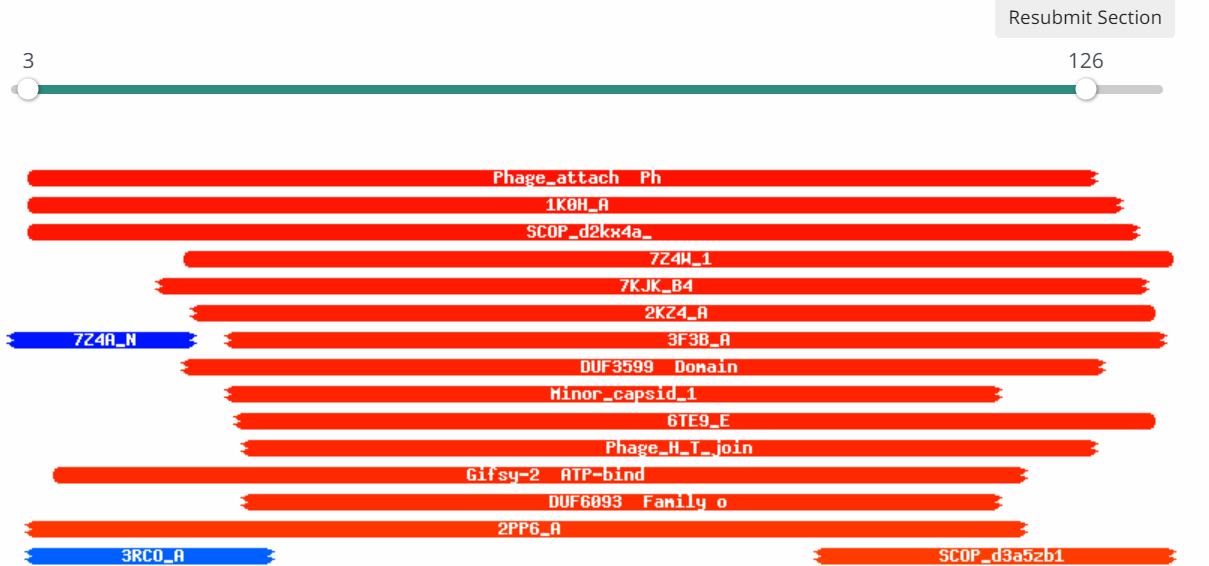 Resubmit Section
3 126
Phage_attach Ph
1K0H_A
SCOP_d2kx4a_
7Z4W_1
7KJK_B4
2KZ4_A
7Z4A_N 3F3B_A
DUF3599 Domain
Minor_capsid_1
6TE9_E
Phage_H_T_join
Gifsy-2 ATP-bind
DUF6093 Family o
2PP6_A
3RCO_A SCOP_d3a5zb1